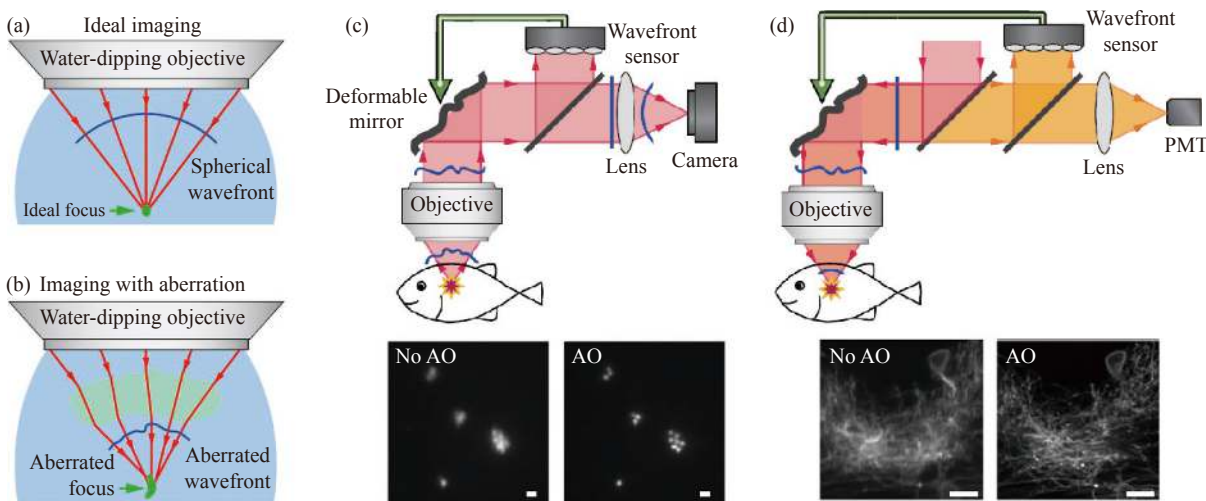 (a)
Ideal imaging
Water-dipping objective
Spherical
wavefront
Ideal focus
(b) Imaging with aberration
Water-dipping objective
Aberrated
focus
Aberrated
wavefront
(c)
Wavefront
sensor
Deformable
mirror
Lens
Camera
Objective
No AO
AO
(d)
Wavefront
sensor
Lens
PMT
Objective
No AO
AO